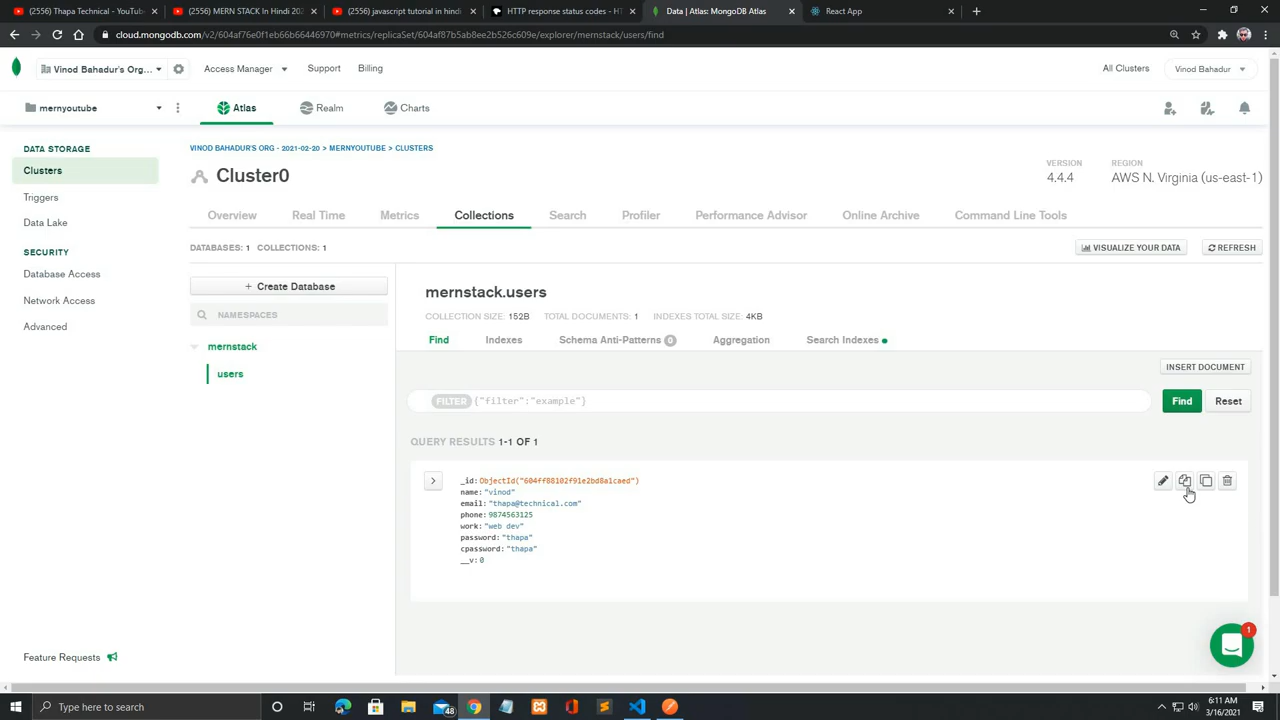 (2556) Thapa Technical - YouTub
(2556) MERN STACK In Hindi 202
(2556) javascript tutorial in hindi
HTTP response status codes - HT
Data | Atlas: MongoDB Atlas
React App
cloud.mongodb.com/v2/604af76e0f1eb66b66446970#metrics/replicaSet/604af87b5ab8ee2b526c609e/explorer/mernstack/users/find
Vinod Bahadur's Org...
Access Manager
Support
Billing
All Clusters
Vinod Bahadur
mernyoutube
Atlas
Realm
Charts
DATA STORAGE
Clusters
Triggers
Data Lake
SECURITY
Database Access
Network Access
Advanced
Feature Requests
VINOD BAHADUR'S ORG - 2021-02-20 > MERNYOUTUBE > CLUSTERS
Cluster0
VERSION
4.4.4
REGION
AWS N. Virginia (us-east-1)
Overview
Real Time
Metrics
Collections
Search
Profiler
Performance Advisor
Online Archive
Command Line Tools
DATABASES: 1 COLLECTIONS: 1
VISUALIZE YOUR DATA
REFRESH
+ Create Database
NAMESPACES
mernstack
users
mernstack.users
COLLECTION SIZE: 152B TOTAL DOCUMENTS: 1 INDEXES TOTAL SIZE: 4KB
Find
Indexes
Schema Anti-Patterns 0
Aggregation
Search Indexes
INSERT DOCUMENT
FILTER {"filter":"example"}
Find
Reset
QUERY RESULTS 1-1 OF 1
_id:ObjectId("604ff88102f91e2bd8a1caed")
name:"vinod"
email:"thapa@technical.com"
phone:9874563125
work:"web dev"
password:"thapa"
cpassword:"thapa"
__v:0
1
Type here to search
48
6:11 AM
3/16/2021